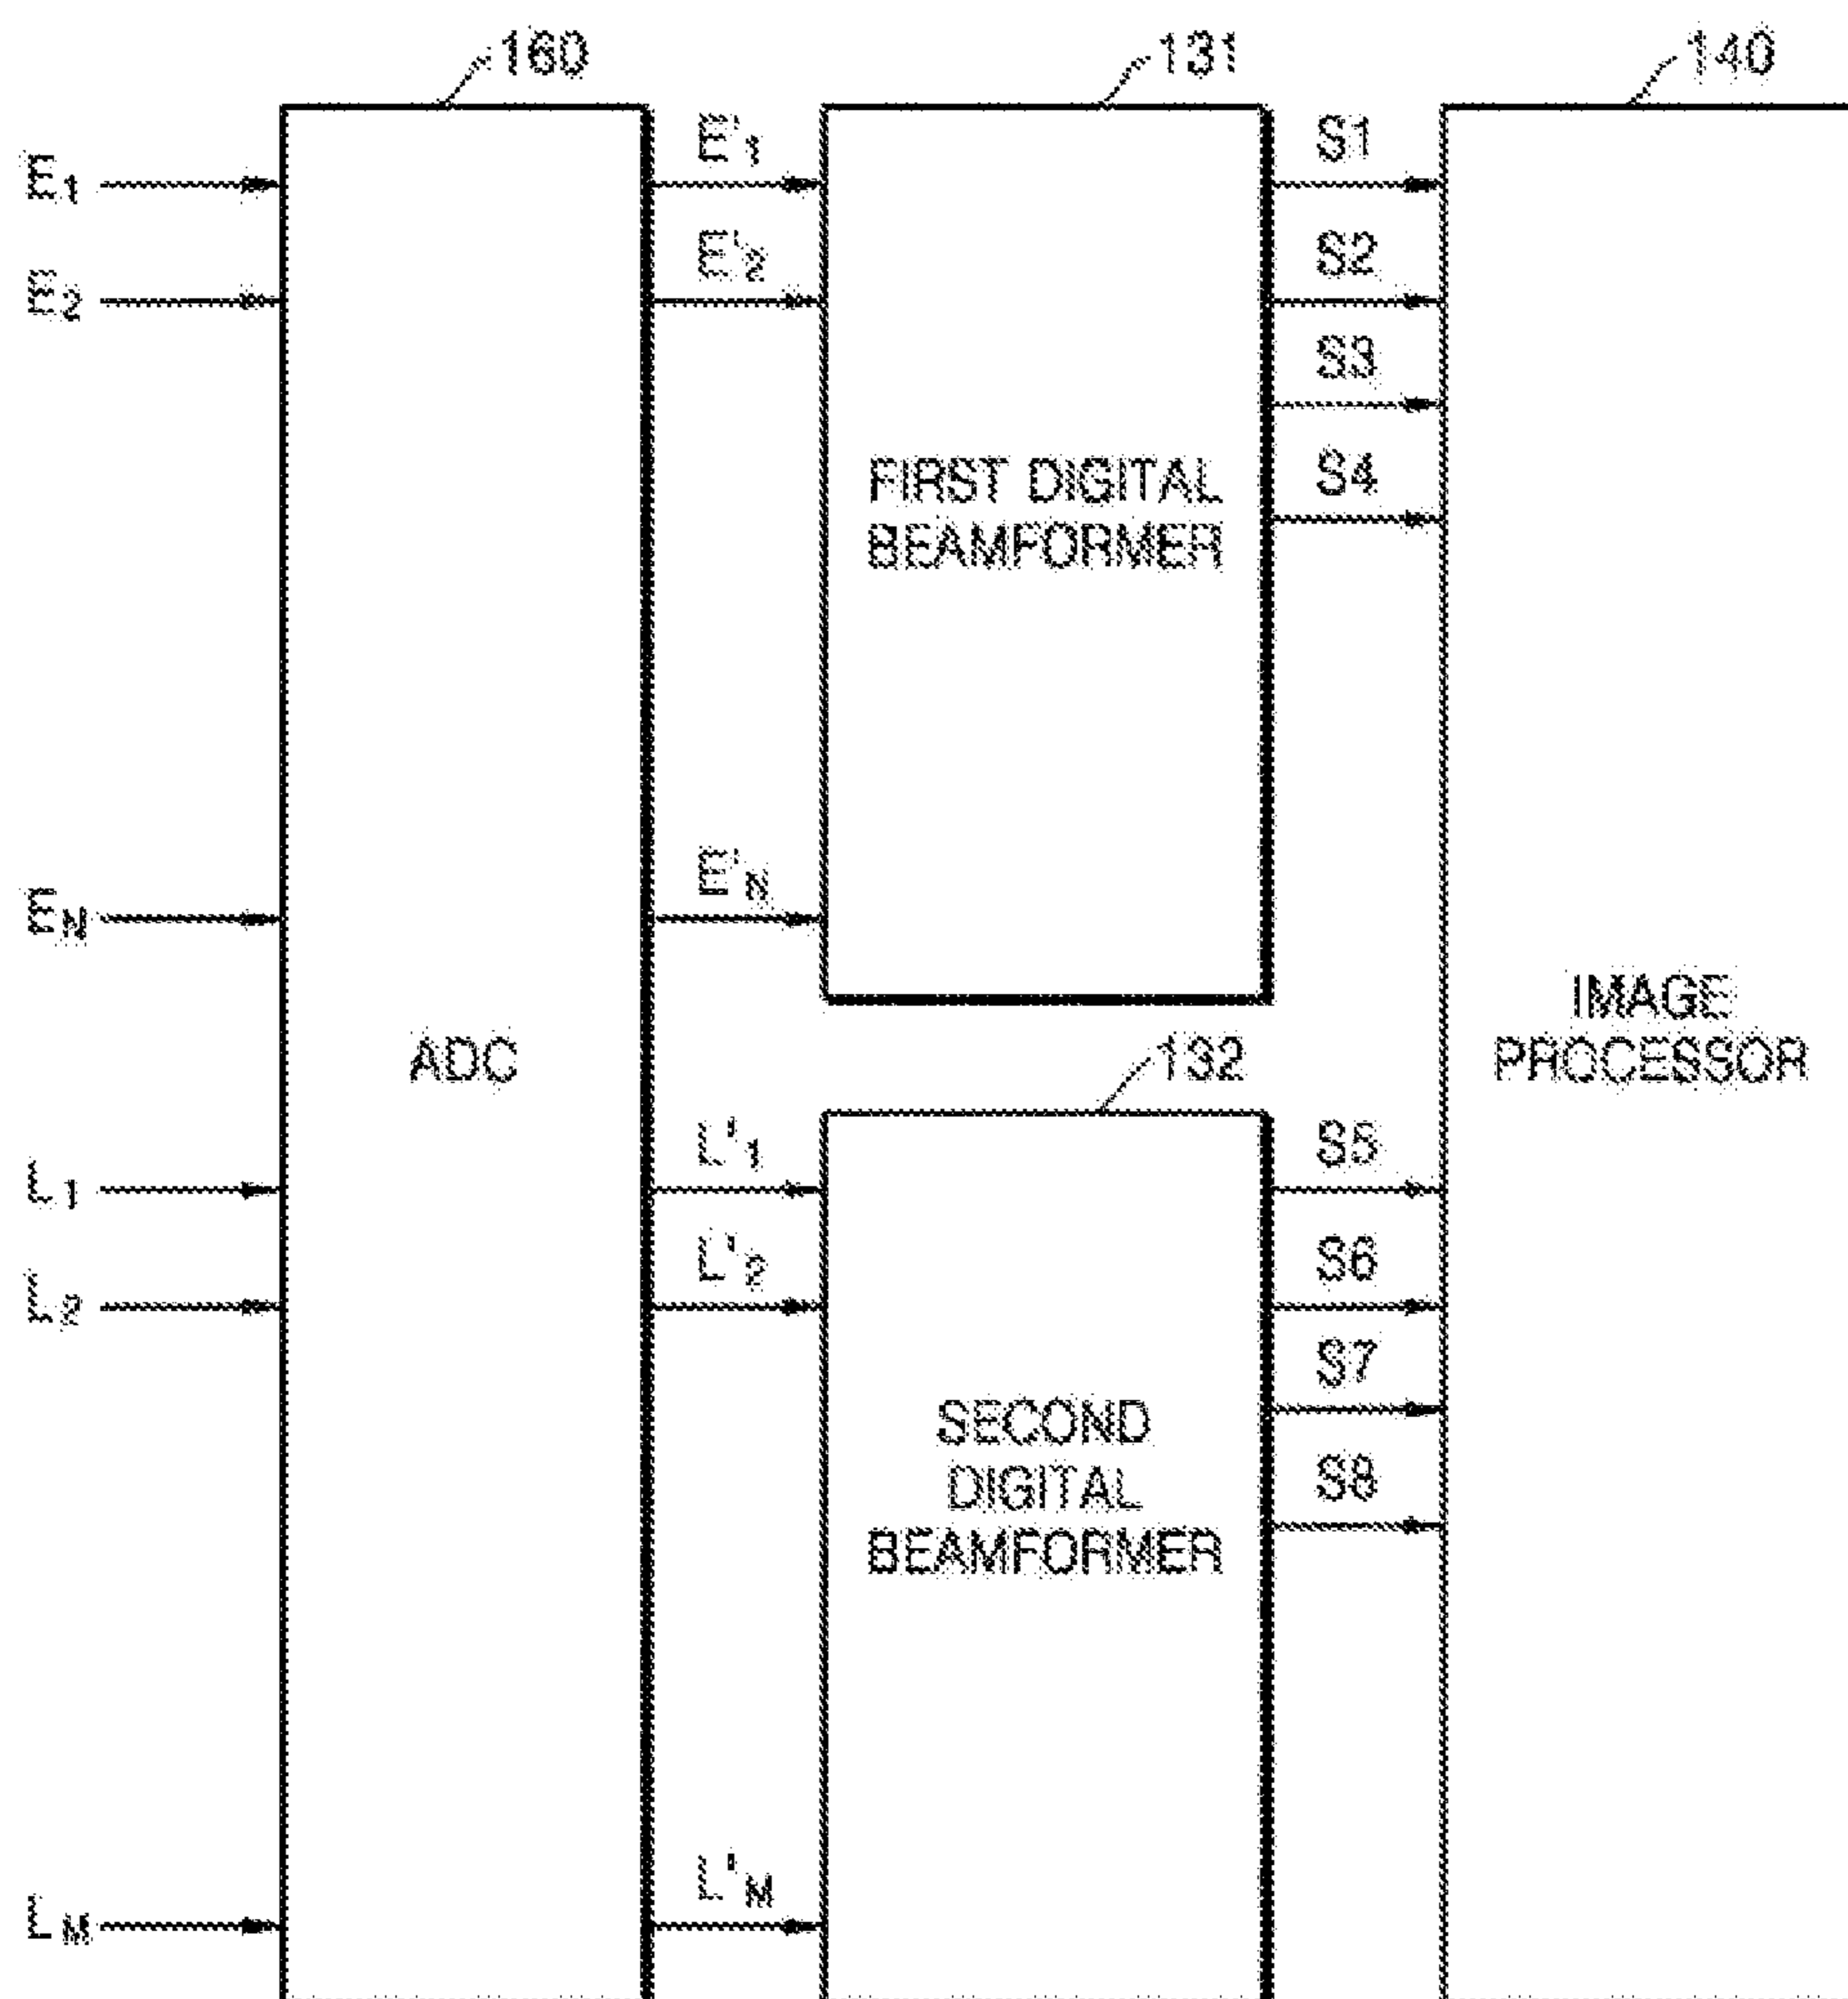 160
131
140
E1
E2
EN
L1
L2
LM
ADC
E'1
E'2
E'N
L'1
L'2
L'M
FIRST DIGITAL
BEAMFORMER
132
SECOND
DIGITAL
BEAMFORMER
S1
S2
S3
S4
S5
S6
S7
S8
IMAGE
PROCESSOR